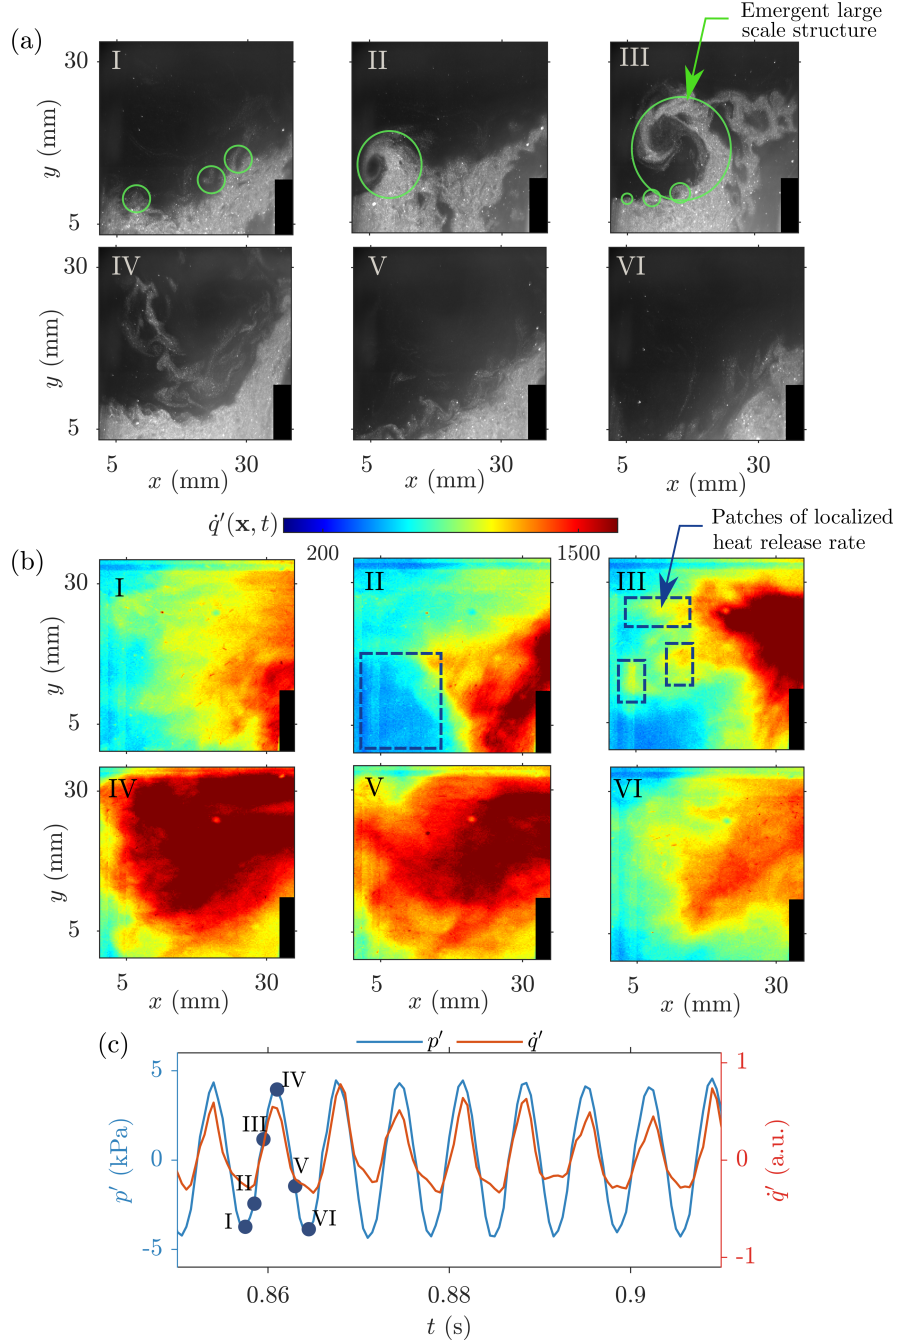 Emergent large
scale structure
(a)
I
II
III
30
y (mm)
5
IV
V
VI
30
y (mm)
5
5
30
5
30
5
30
x (mm)
x (mm)
x (mm)
q̇′(x, t)
200
1500
Patches of localized
heat release rate
(b)
I
II
III
30
y (mm)
5
IV
V
VI
30
y (mm)
5
5
30
5
30
5
30
x (mm)
x (mm)
x (mm)
(c)
p′
q̇′
5
0
-5
p′ (kPa)
I
II
III
IV
V
VI
1
0
-1
q̇′ (a.u.)
0.86
0.88
0.9
t (s)